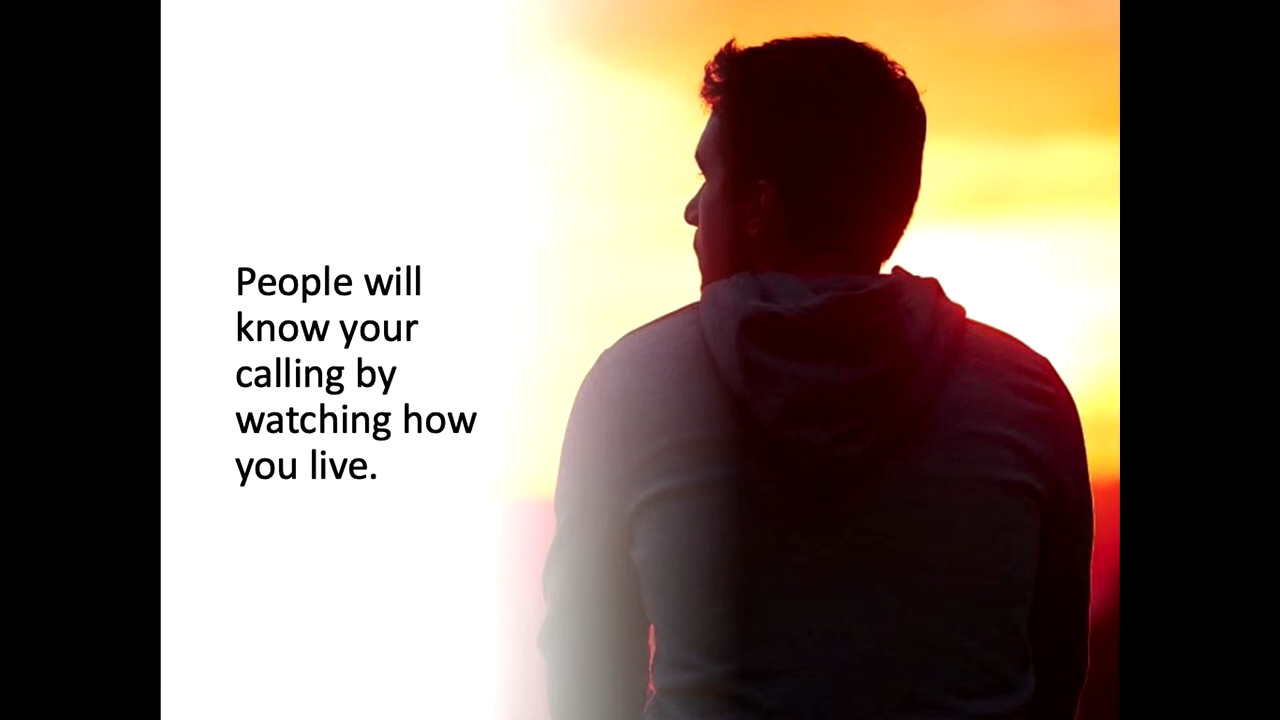 People will
know your
calling by
watching how
you live.